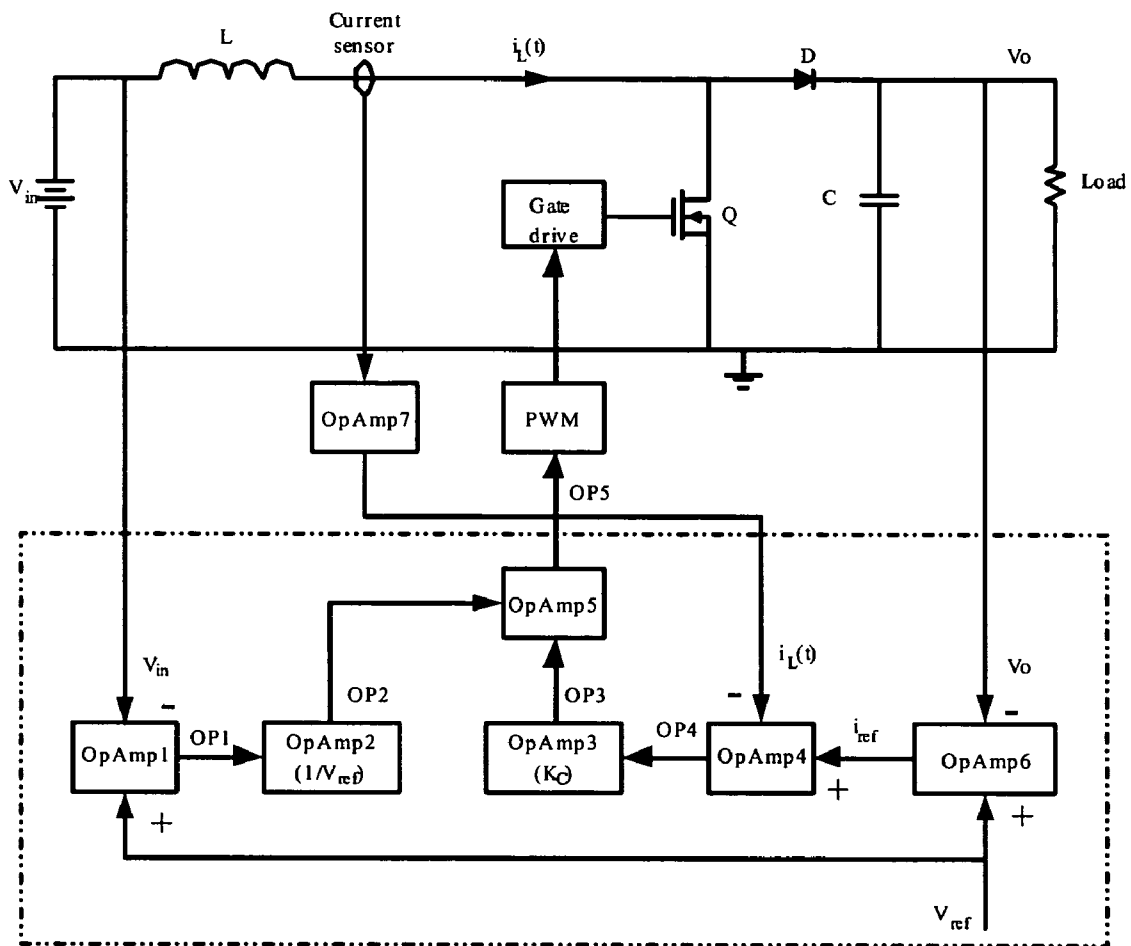 L
Current
sensor
i_L(t)
D
Vo
V_in
Gate
drive
Q
C
Load
OpAmp7
PWM
OP5
OpAmp5
V_in
OP2
OP3
i_L(t)
Vo
-
-
-
OpAmp1
OP1
OpAmp2
(1/V_ref)
OpAmp3
(K_C)
OP4
OpAmp4
i_ref
OpAmp6
+
+
+
V_ref